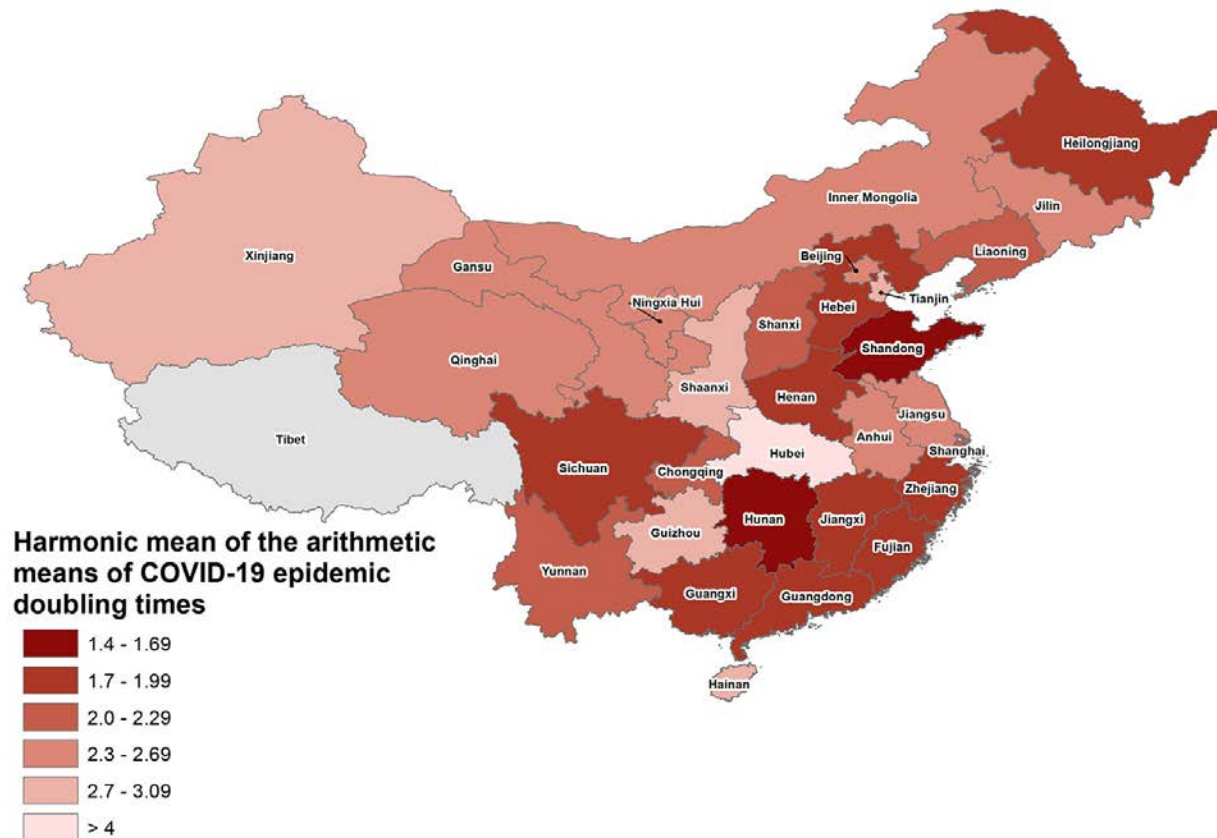 Heilongjiang
Inner Mongolia
Jilin
Xinjiang
Liaoning
Beijing
Gansu
Tianjin
Ningxia Hui
Hebei
Shanxi
Shandong
Qinghai
Shaanxi
Henan
Jiangsu
Anhui
Tibet
Shanghai
Hubei
Sichuan
Chongqing
Zhejiang
Hunan
Jiangxi
Guizhou
Fujian
Yunnan
Guangxi
Guangdong
Hainan
Harmonic mean of the arithmetic
means of COVID-19 epidemic
doubling times
1.4 - 1.69
1.7 - 1.99
2.0 - 2.29
2.3 - 2.69
2.7 - 3.09
> 4